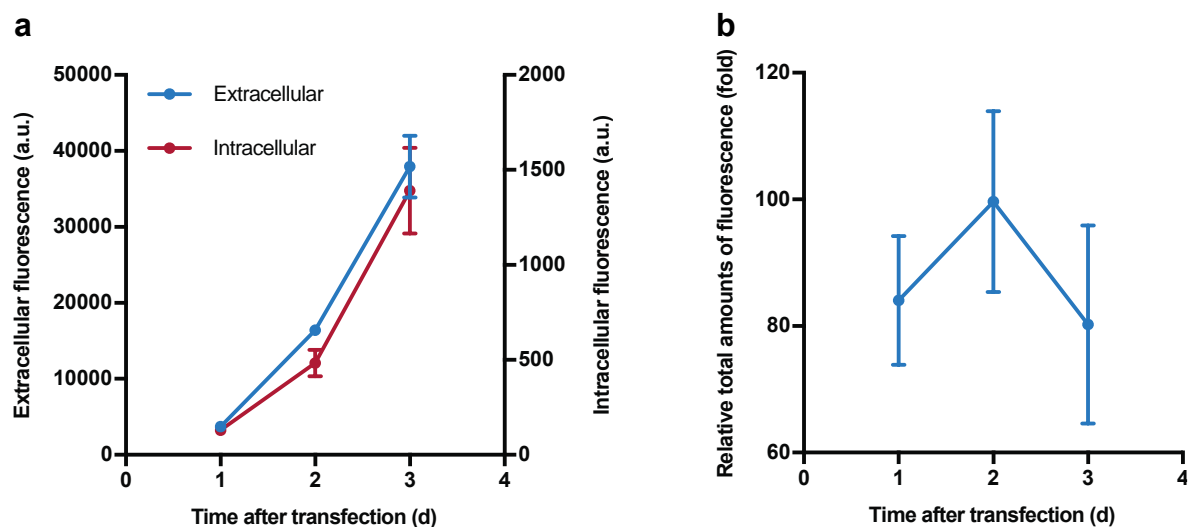 a
50000
40000
30000
20000
10000
0
Extracellular fluorescence (a.u.)
Extracellular
Intracellular
2000
1500
1000
500
0
Intracellular fluorescence (a.u.)
0 1 2 3 4
Time after transfection (d)
b
120
100
80
60
Relative total amounts of fluorescence (fold)
0 1 2 3 4
Time after transfection (d)